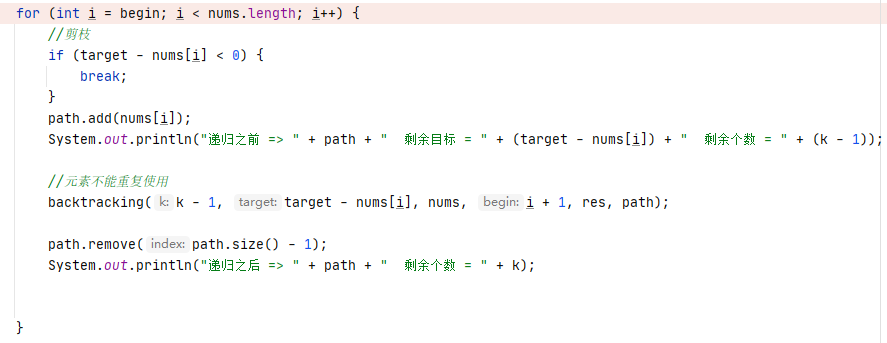 for (int i = begin; i < nums.length; i++) {
//剪枝
if (target - nums[i] < 0) {
break;
}
path.add(nums[i]);
System.out.println("递归之前 => " + path + "  剩余目标 = " + (target - nums[i]) + "  剩余个数 = " + (k - 1));
//元素不能重复使用
backtracking( k: k - 1, target: target - nums[i], nums, begin: i + 1, res, path);
path.remove( index: path.size() - 1);
System.out.println("递归之后 => " + path + "  剩余个数 = " + k);
}